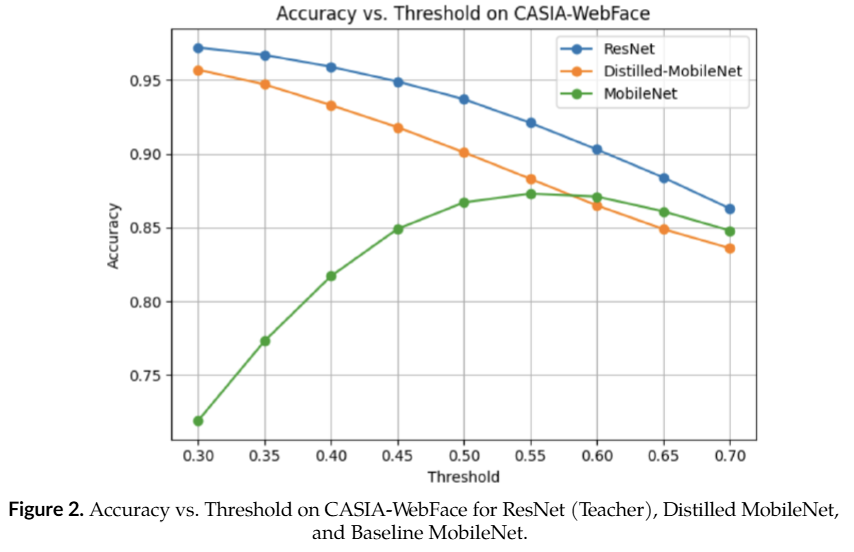 Accuracy vs. Threshold on CASIA-WebFace
ResNet
Distilled-MobileNet
MobileNet
Accuracy
0.95
0.90
0.85
0.80
0.75
0.30 0.35 0.40 0.45 0.50 0.55 0.60 0.65 0.70
Threshold
Figure 2. Accuracy vs. Threshold on CASIA-WebFace for ResNet (Teacher), Distilled MobileNet,
and Baseline MobileNet.